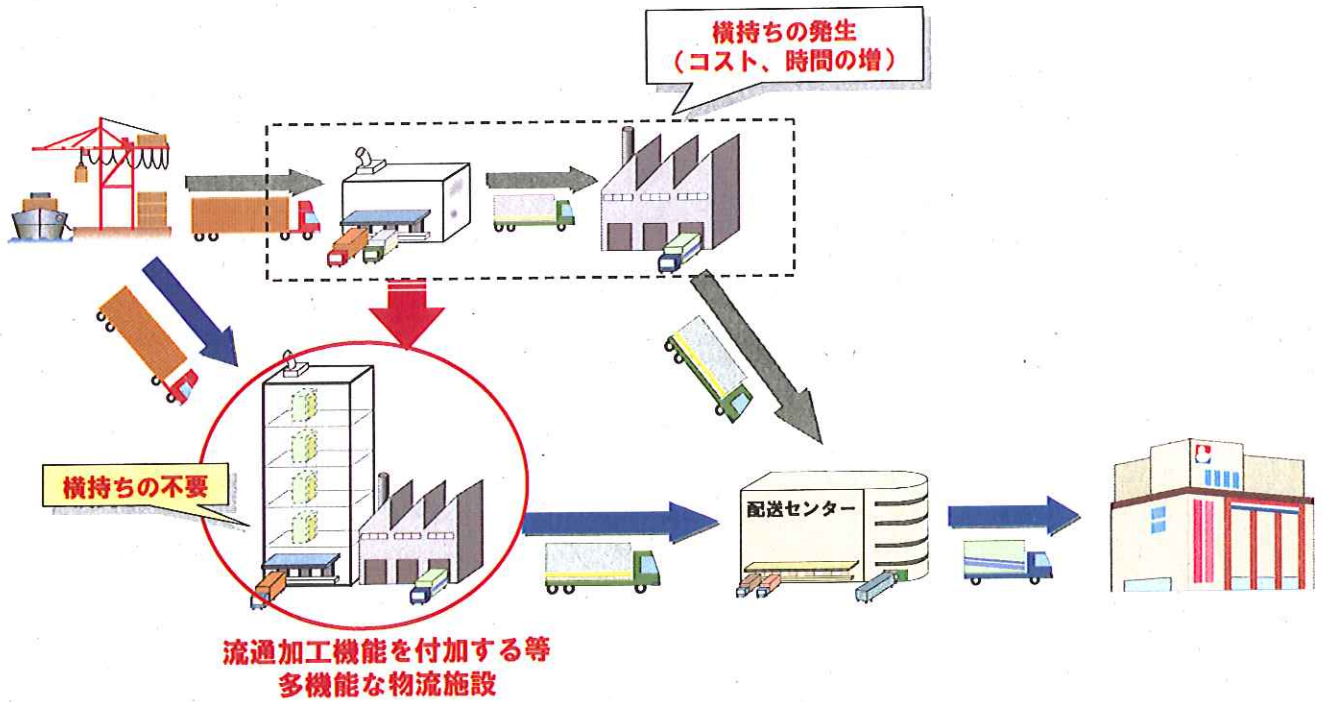 横持ちの発生
（コスト、時間の増）
横持ちの不要
配送センター
流通加工機能を付加する等
多機能な物流施設